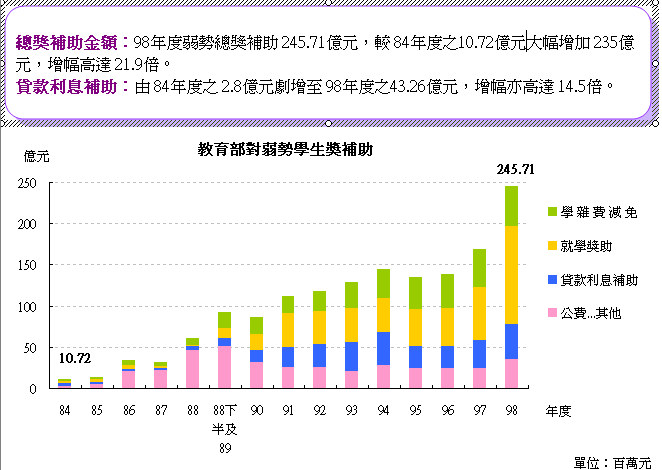 總獎補助金額：98年度弱勢總獎補助245.71億元，較84年度之10.72億元大幅增加235億
元，增幅高達21.9倍。
貸款利息補助：由84年度之2.8億元劇增至98年度之43.26億元，增幅亦高達14.5倍。
教育部對弱勢學生獎補助
億元
245.71
250
200
150
100
50
0
10.72
學雜費減免
就學獎助
貸款利息補助
公費...其他
84 85 86 87 88 88下 90 91 92 93 94 95 96 97 98 年度
半及
89
單位：百萬元